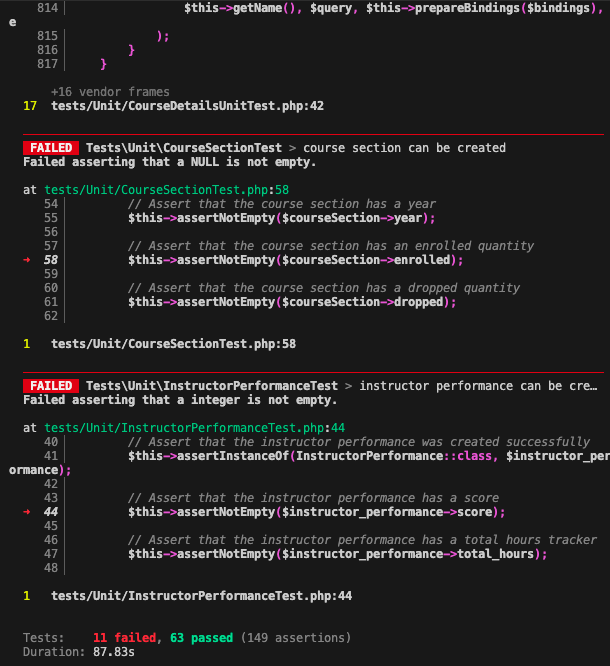 814                 $this->getName(), $query, $this->prepareBindings($bindings),
e
815             );
816         }
817     }
+16 vendor frames
17  tests/Unit/CourseDetailsUnitTest.php:42
FAILED  Tests\Unit\CourseSectionTest > course section can be created
Failed asserting that a NULL is not empty.
at tests/Unit/CourseSectionTest.php:58
54          // Assert that the course section has a year
55          $this->assertNotEmpty($courseSection->year);
56
57          // Assert that the course section has an enrolled quantity
➜  58          $this->assertNotEmpty($courseSection->enrolled);
59
60          // Assert that the course section has a dropped quantity
61          $this->assertNotEmpty($courseSection->dropped);
62
1   tests/Unit/CourseSectionTest.php:58
FAILED  Tests\Unit\InstructorPerformanceTest > instructor performance can be cre…
Failed asserting that a integer is not empty.
at tests/Unit/InstructorPerformanceTest.php:44
40          // Assert that the instructor performance was created successfully
41          $this->assertInstanceOf(InstructorPerformance::class, $instructor_perf
ormance);
42
43          // Assert that the instructor performance has a score
➜  44          $this->assertNotEmpty($instructor_performance->score);
45
46          // Assert that the instructor performance has a total hours tracker
47          $this->assertNotEmpty($instructor_performance->total_hours);
48
1   tests/Unit/InstructorPerformanceTest.php:44
Tests:    11 failed, 63 passed (149 assertions)
Duration: 87.83s